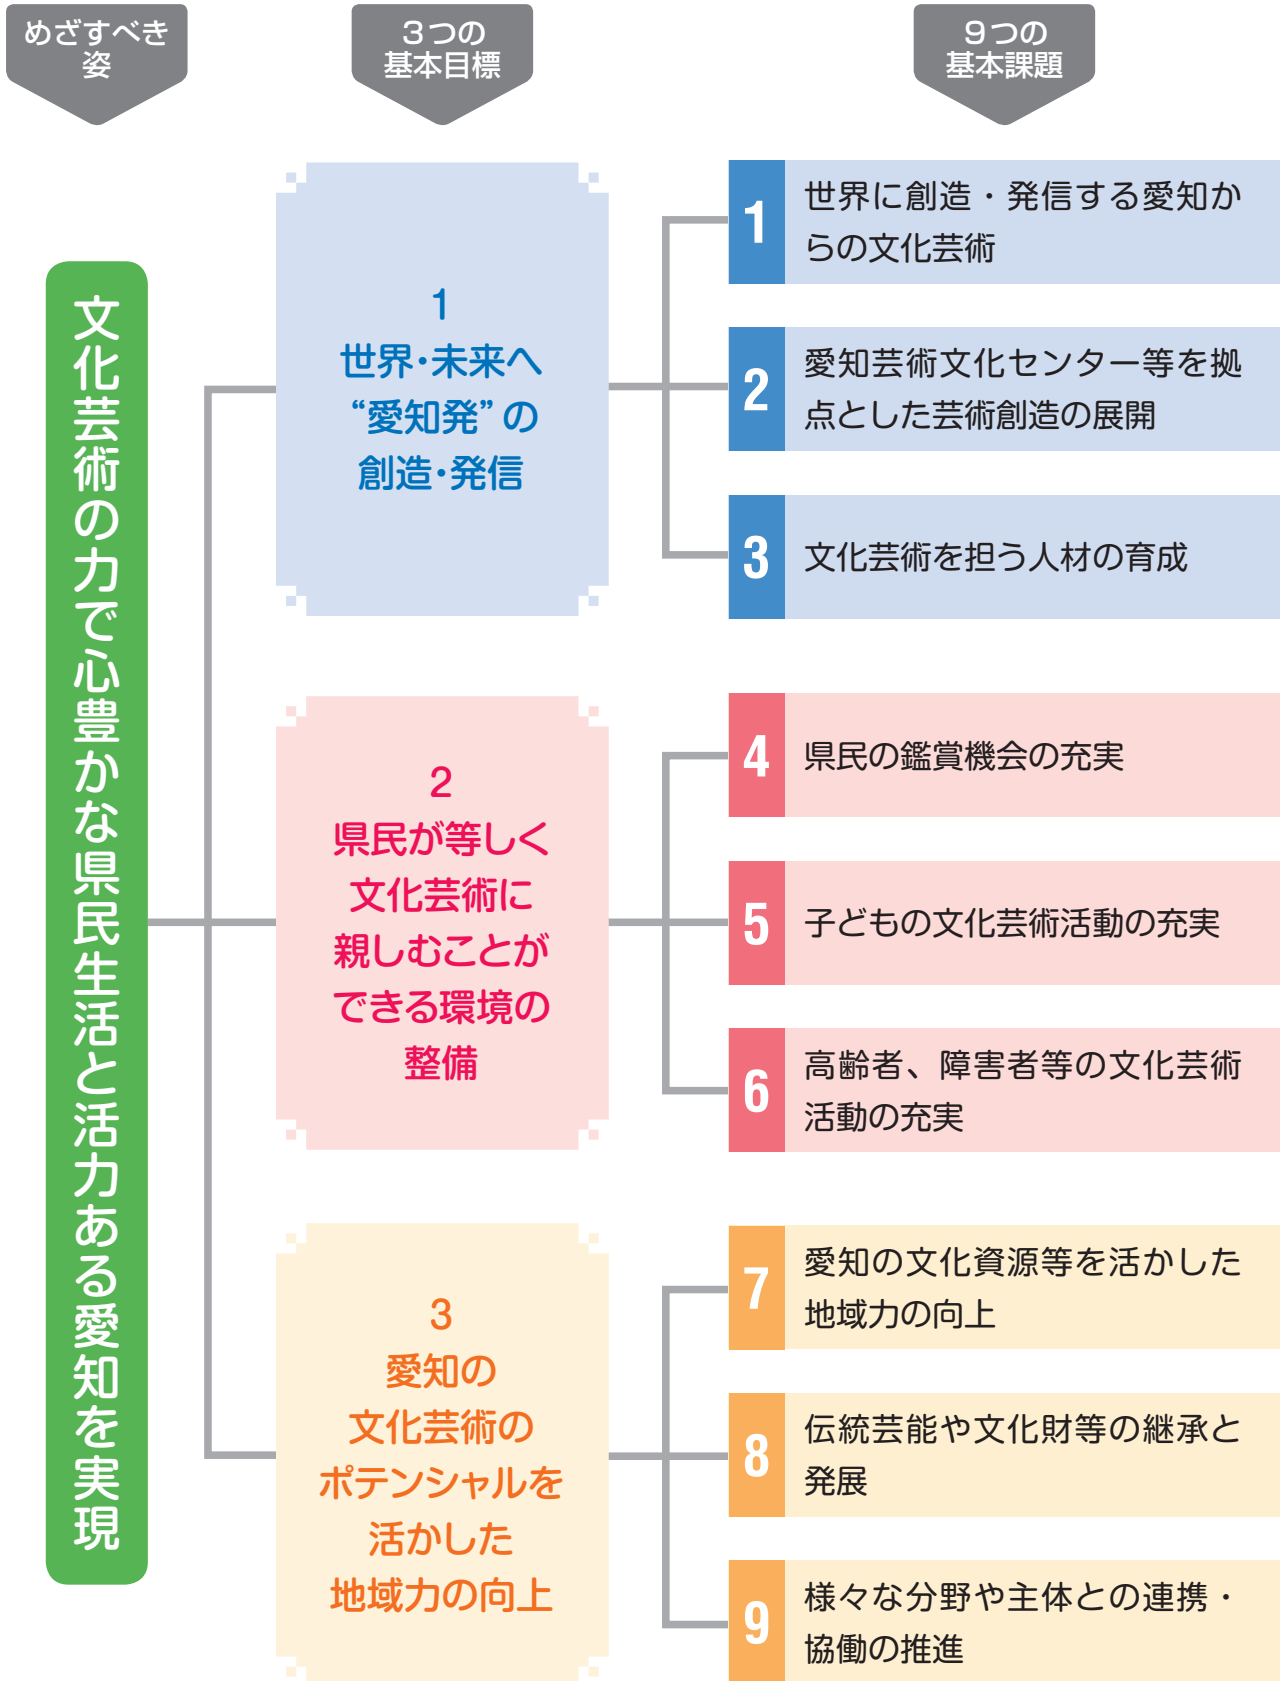 めざすべき
姿
3つの
基本目標
9つの
基本課題
文化芸術の力で心豊かな県民生活と活力ある愛知を実現
1
世界・未来へ
“愛知発”の
創造・発信
1
世界に創造・発信する愛知か
らの文化芸術
2
愛知芸術文化センター等を拠
点とした芸術創造の展開
3
文化芸術を担う人材の育成
2
県民が等しく
文化芸術に
親しむことが
できる環境の
整備
4
県民の鑑賞機会の充実
5
子どもの文化芸術活動の充実
6
高齢者、障害者等の文化芸術
活動の充実
3
愛知の
文化芸術の
ポテンシャルを
活かした
地域力の向上
7
愛知の文化資源等を活かした
地域力の向上
8
伝統芸能や文化財等の継承と
発展
9
様々な分野や主体との連携・
協働の推進